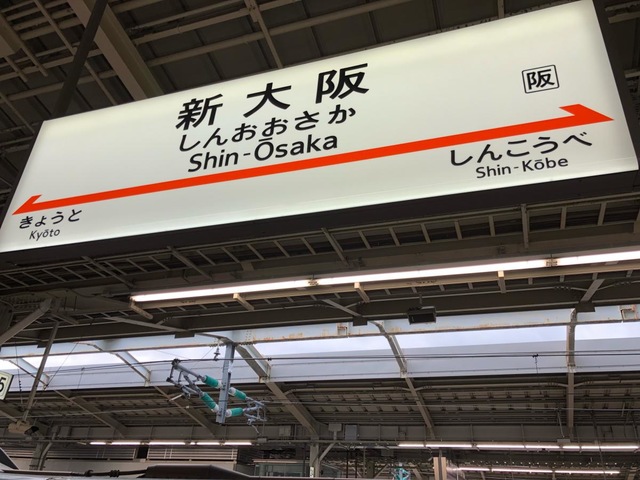 新大阪
しんおおさか
Shin-Ōsaka
阪
きょうと
Kyōto
しんこうべ
Shin-Kōbe
5